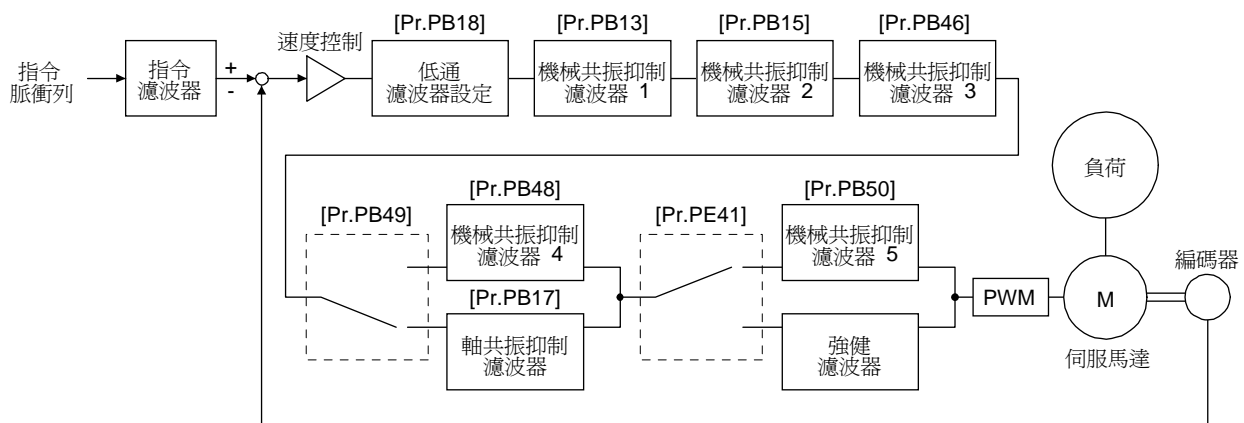 [Pr.PB18]
[Pr.PB13]
[Pr.PB15]
[Pr.PB46]
速度控制
指令
脈衝列
指令
濾波器
+
-
低通
濾波器設定
機械共振抑制
濾波器 1
機械共振抑制
濾波器 2
機械共振抑制
濾波器 3
負荷
[Pr.PB48]
[Pr.PB50]
[Pr.PB49]
[Pr.PE41]
機械共振抑制
濾波器 4
機械共振抑制
濾波器 5
編碼器
[Pr.PB17]
PWM
M
軸共振抑制
濾波器
強健
濾波器
伺服馬達